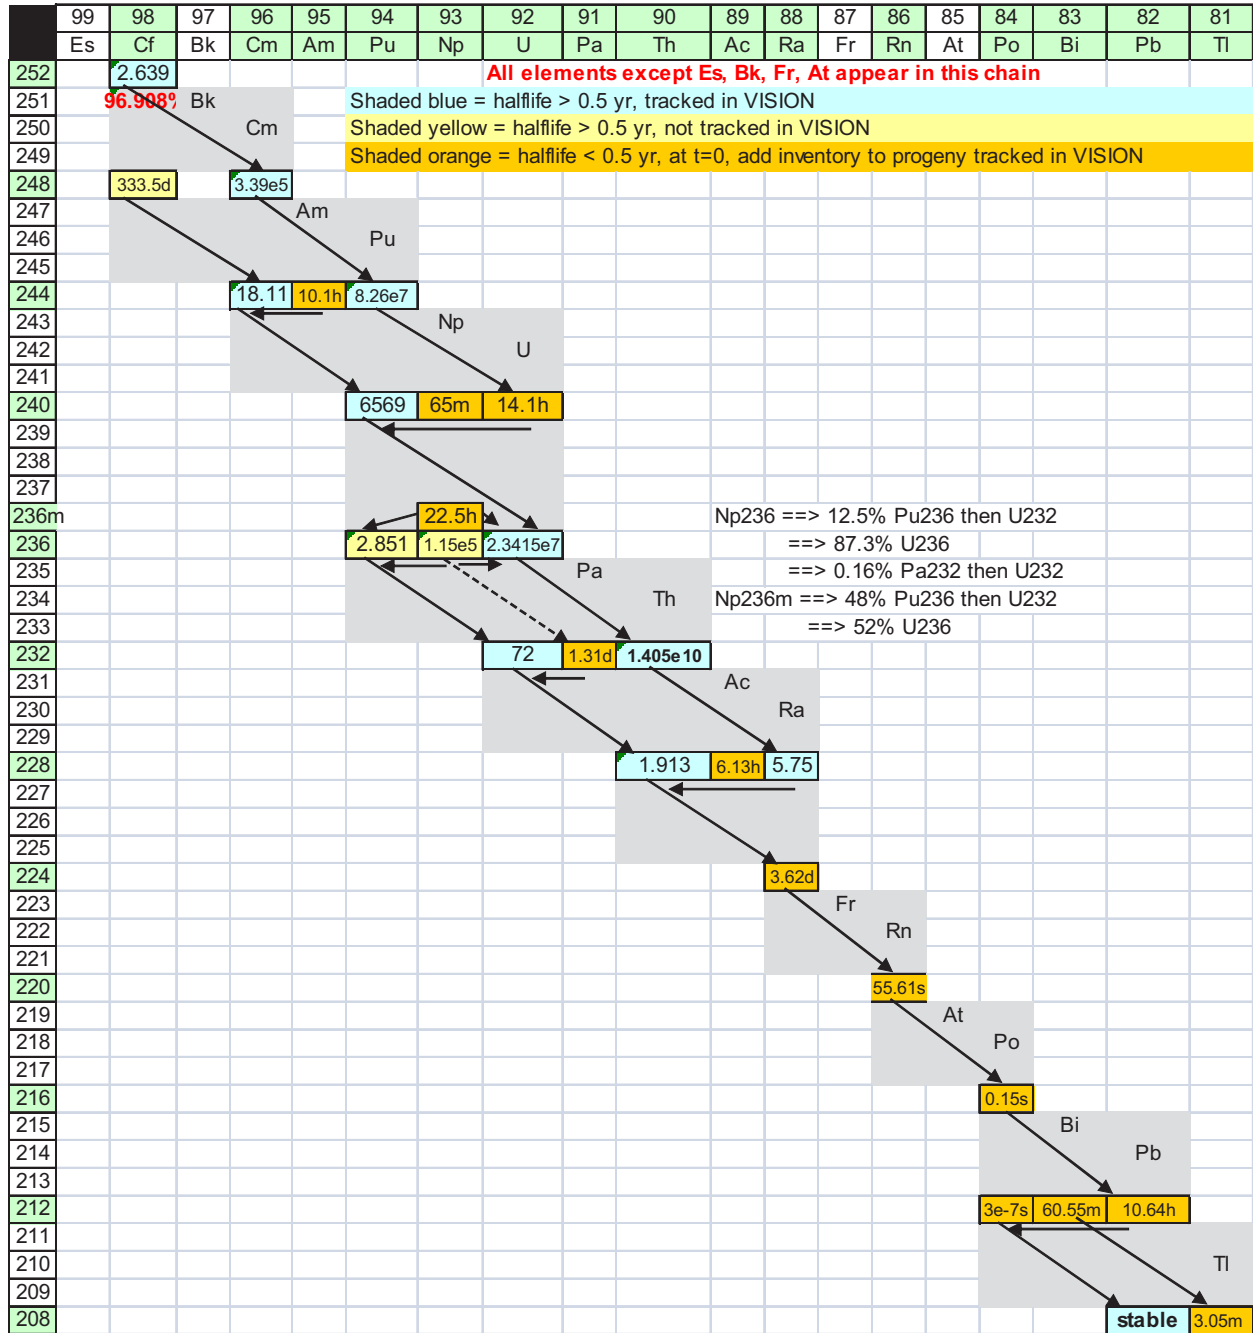 99 98 97 96 95 94 93 92 91 90 89 88 87 86 85 84 83 82 81
Es Cf Bk Cm Am Pu Np U Pa Th Ac Ra Fr Rn At Po Bi Pb Tl
252 2.639 All elements except Es, Bk, Fr, At appear in this chain
251 96.908% Bk Shaded blue = halflife > 0.5 yr, tracked in VISION
250 Cm Shaded yellow = halflife > 0.5 yr, not tracked in VISION
249 Shaded orange = halflife < 0.5 yr, at t=0, add inventory to progeny tracked in VISION
248 333.5d 3.39e5
247 Am
246 Pu
245
244 18.11 10.1h 8.26e7
243 Np
242 U
241
240 6569 65m 14.1h
239
238
237
236m 22.5h Np236 ==> 12.5% Pu236 then U232
236 2.851 1.15e5 2.3415e7 ==> 87.3% U236
235 Pa ==> 0.16% Pa232 then U232
234 Th Np236m ==> 48% Pu236 then U232
233 ==> 52% U236
232 72 1.31d 1.405e10
231 Ac
230 Ra
229
228 1.913 6.13h 5.75
227
226
225
224 3.62d
223 Fr
222 Rn
221
220 55.61s
219 At
218 Po
217
216 0.15s
215 Bi
214 Pb
213
212 3e-7s 60.55m 10.64h
211
210 Tl
209
208 stable 3.05m